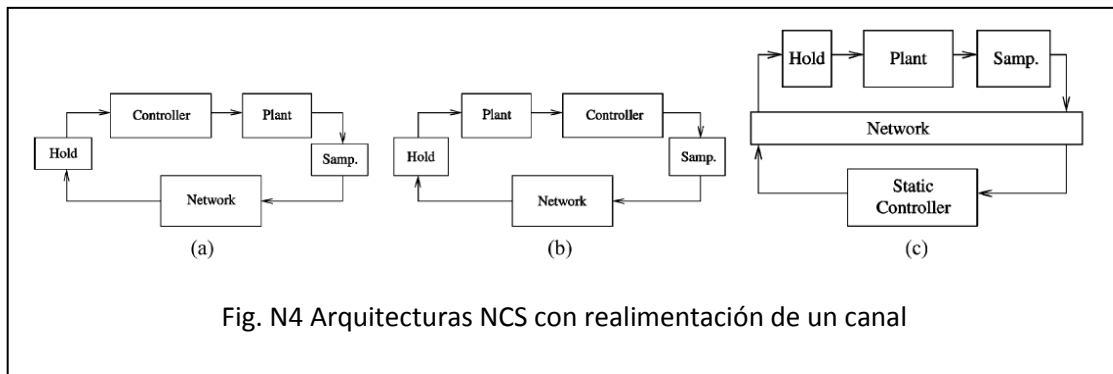 Controller
Plant
Hold
Samp.
Network
(a)
Plant
Controller
Hold
Samp.
Network
(b)
Hold
Plant
Samp.
Network
Static
Controller
(c)
Fig. N4 Arquitecturas NCS con realimentación de un canal